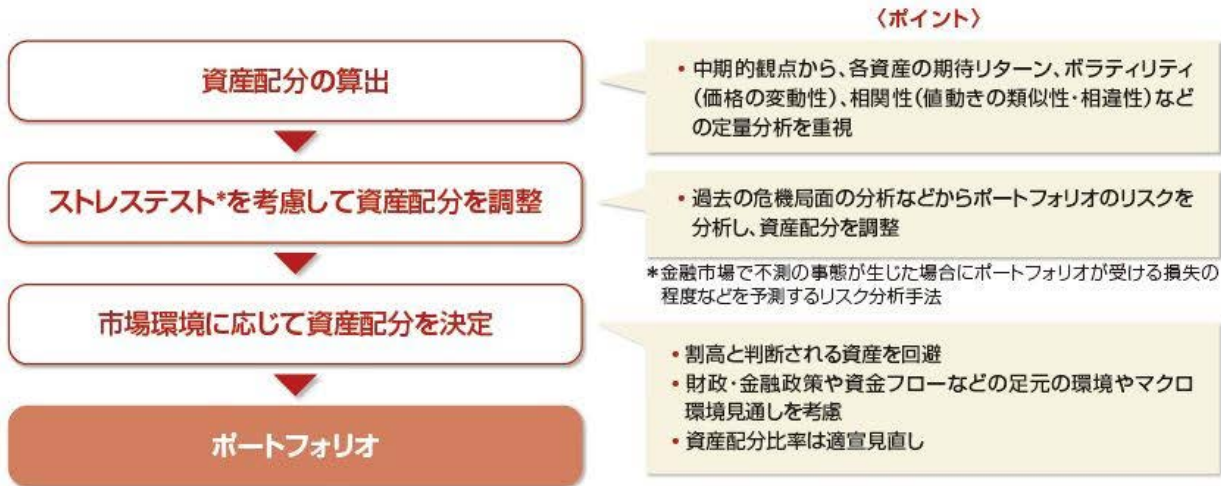 〈ポイント〉
資産配分の算出
• 中期的観点から、各資産の期待リターン、ボラティリティ
(価格の変動性)、相関性(値動きの類似性・相違性)など
の定量分析を重視
ストレステスト*を考慮して資産配分を調整
• 過去の危機局面の分析などからポートフォリオのリスクを
分析し、資産配分を調整
*金融市場で不測の事態が生じた場合にポートフォリオが受ける損失の
程度などを予測するリスク分析手法
市場環境に応じて資産配分を決定
• 割高と判断される資産を回避
• 財政・金融政策や資金フローなどの足元の環境やマクロ
環境見通しを考慮
• 資産配分比率は適宜見直し
ポートフォリオ